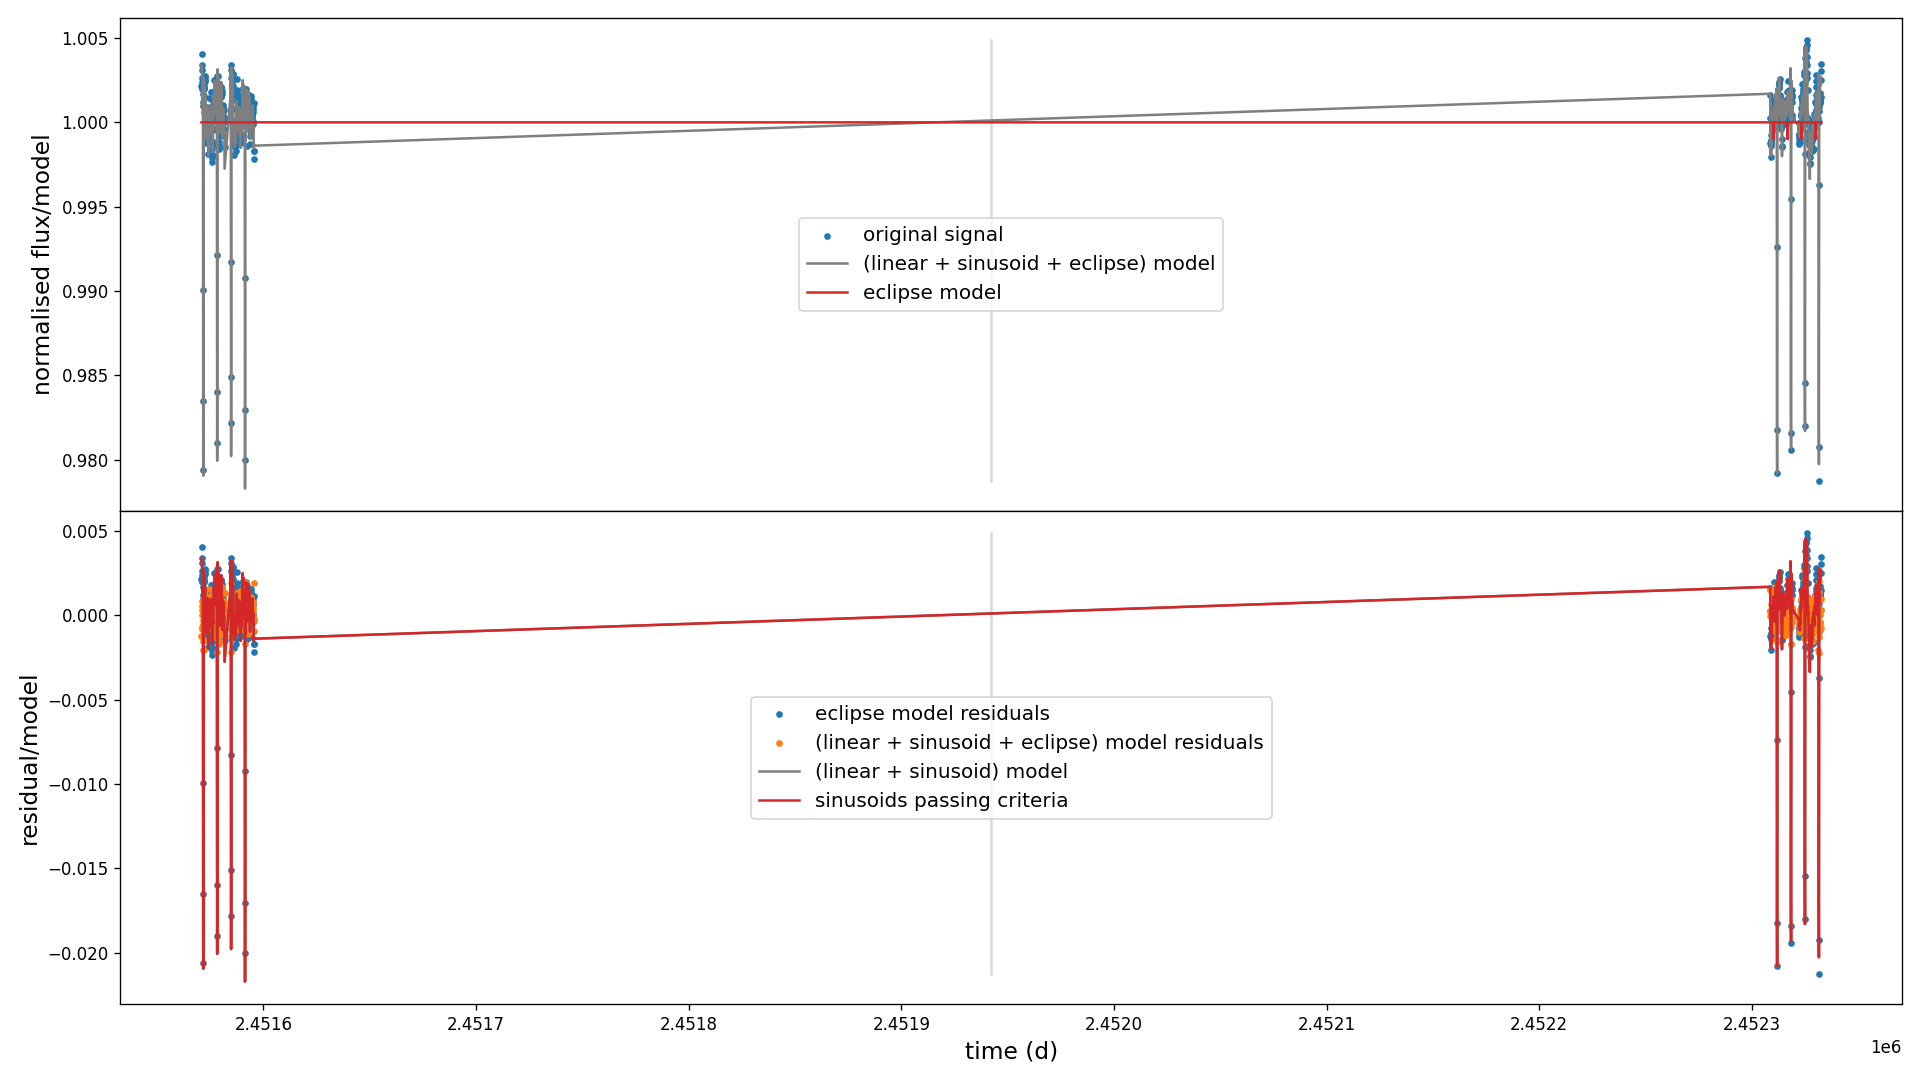 normalised flux/model
1.005
1.000
0.995
0.990
0.985
0.980
original signal
(linear + sinusoid + eclipse) model
eclipse model
residual/model
0.005
0.000
−0.005
−0.010
−0.015
−0.020
eclipse model residuals
(linear + sinusoid + eclipse) model residuals
(linear + sinusoid) model
sinusoids passing criteria
2.4516 2.4517 2.4518 2.4519 2.4520 2.4521 2.4522 2.4523
1e6
time (d)